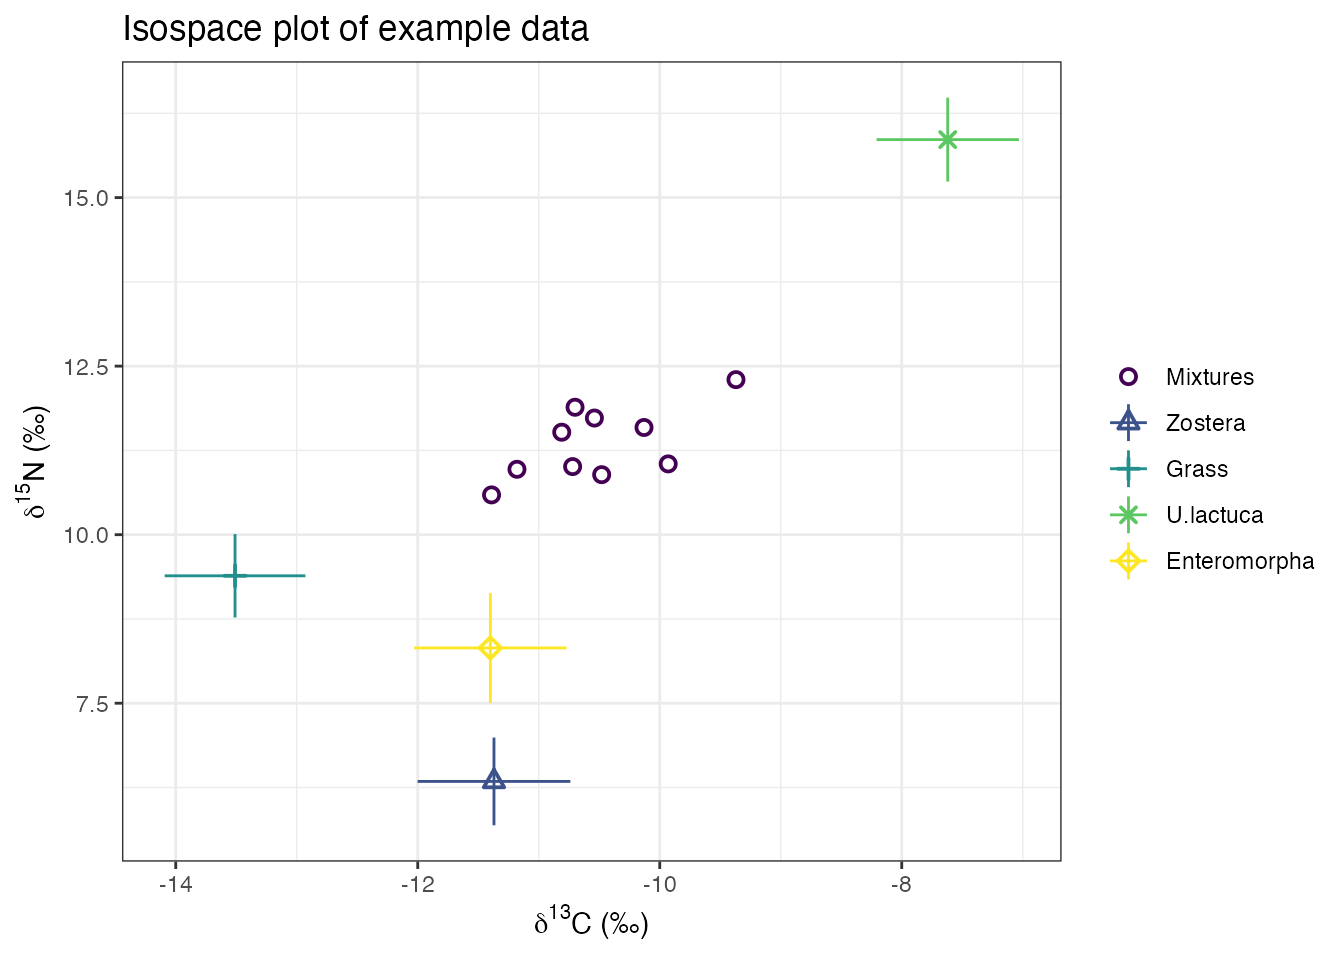 Isospace plot of example data
15.0
12.5
10.0
7.5
δ¹⁵N (‰)
-14
-12
-10
-8
δ¹³C (‰)
Mixtures
Zostera
Grass
U.lactuca
Enteromorpha